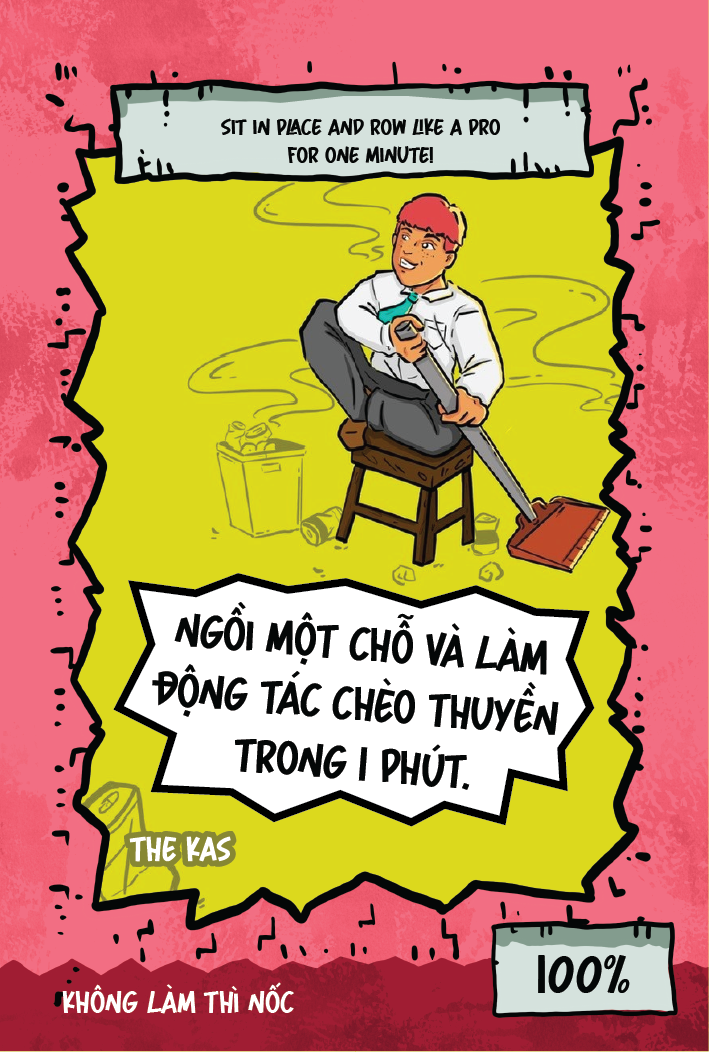 SIT IN PLACE AND ROW LIKE A PRO
FOR ONE MINUTE!
NGỒI MỘT CHỖ VÀ LÀM
ĐỘNG TÁC CHÈO THUYỀN
TRONG 1 PHÚT.
THE KAS
100%
KHÔNG LÀM THÌ NỐC